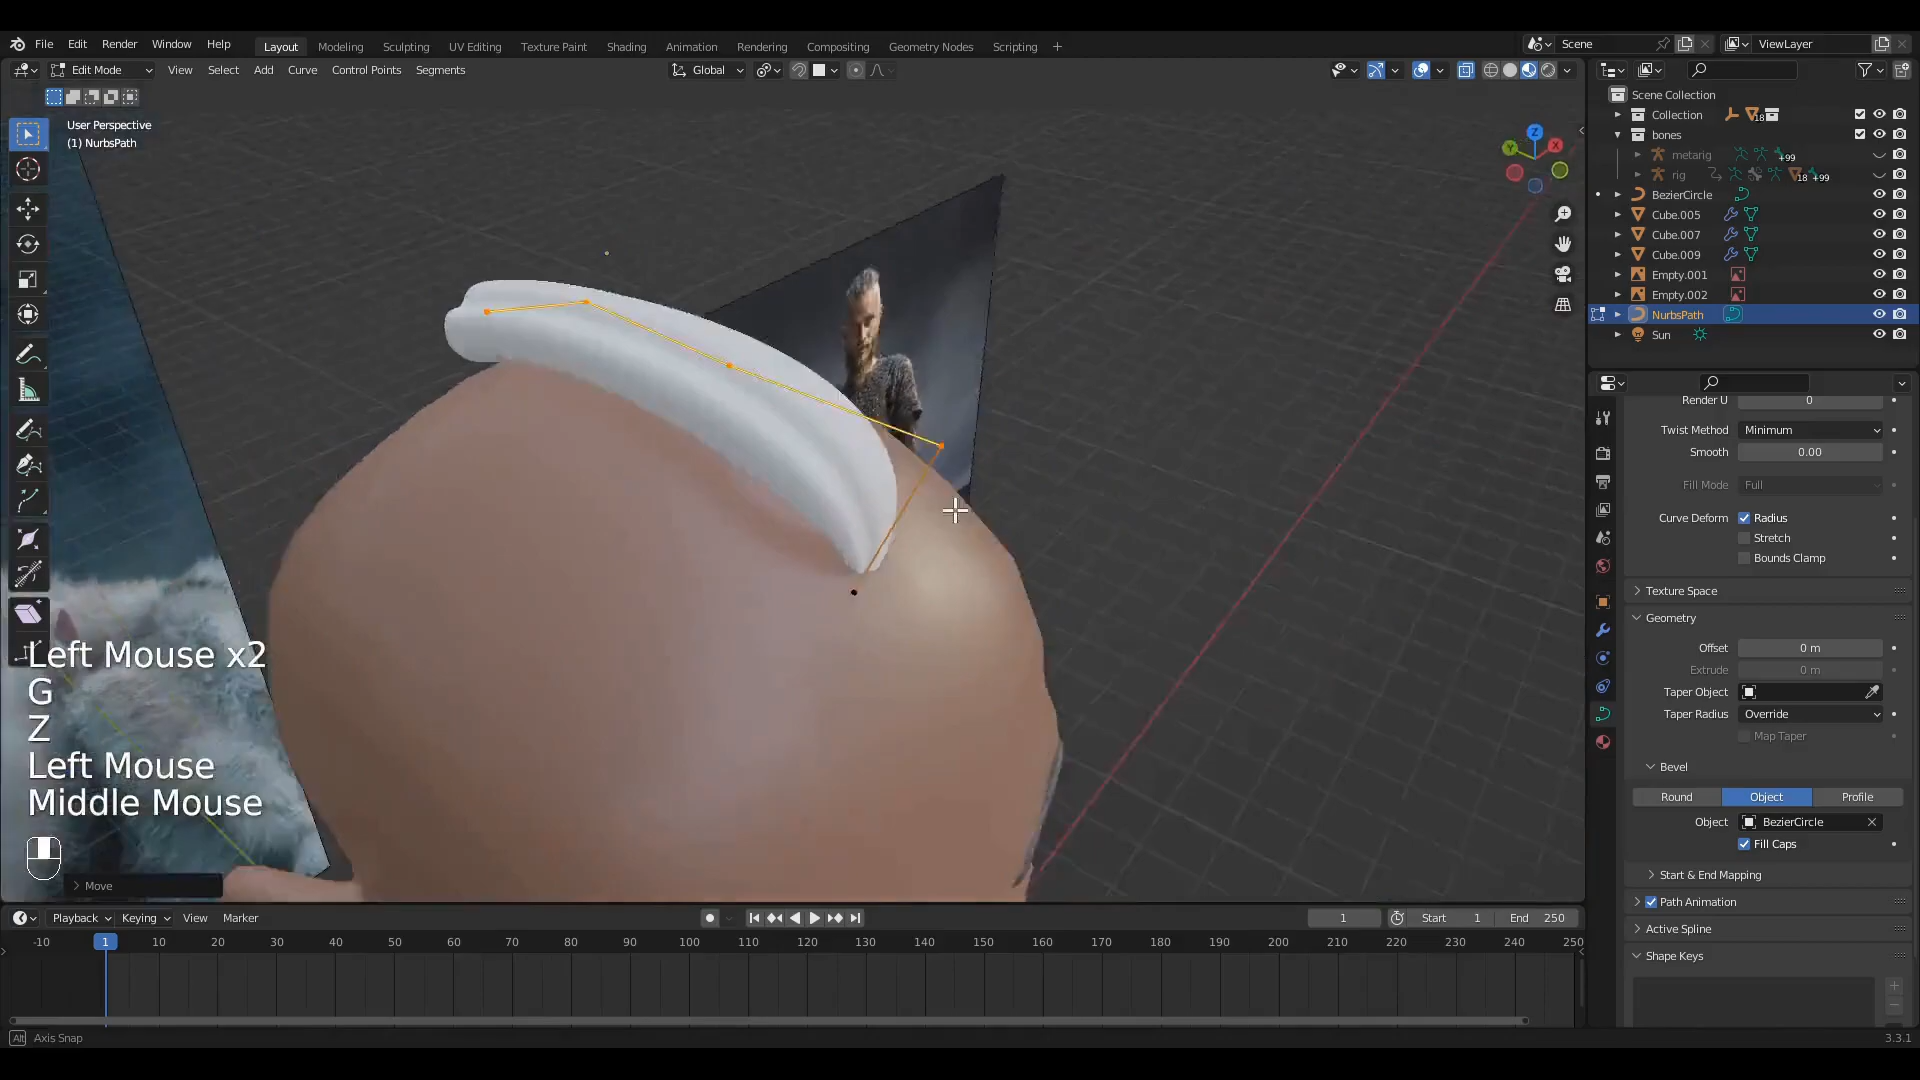 File Edit Render Window Help Layout Modeling Sculpting UV Editing Texture Paint Shading Animation Rendering Compositing Geometry Nodes Scripting + Scene ViewLayer
Edit Mode View Select Add Curve Control Points Segments Global
User Perspective
(1) NurbsPath
Z
X
Y
Scene Collection
Collection 18
bones
metarig +99
rig 18 +99
BezierCircle
Cube.005
Cube.007
Cube.009
Empty.001
Empty.002
NurbsPath
Sun
Render U 0
Twist Method Minimum
Smooth 0.00
Fill Mode Full
Curve Deform Radius
Stretch
Bounds Clamp
Texture Space
Geometry
Offset 0 m
Extrude 0 m
Taper Object
Taper Radius Override
Map Taper
Bevel
Round Object Profile
Object BezierCircle
Fill Caps
Start & End Mapping
Path Animation
Active Spline
Shape Keys
Left Mouse x2
G
Z
Left Mouse
Middle Mouse
Move
Playback Keying View Marker 1 Start 1 End 250
-10 1 10 20 30 40 50 60 70 80 90 100 110 120 130 140 150 160 170 180 190 200 210 220 230 240 250
Alt Axis Snap 3.3.1